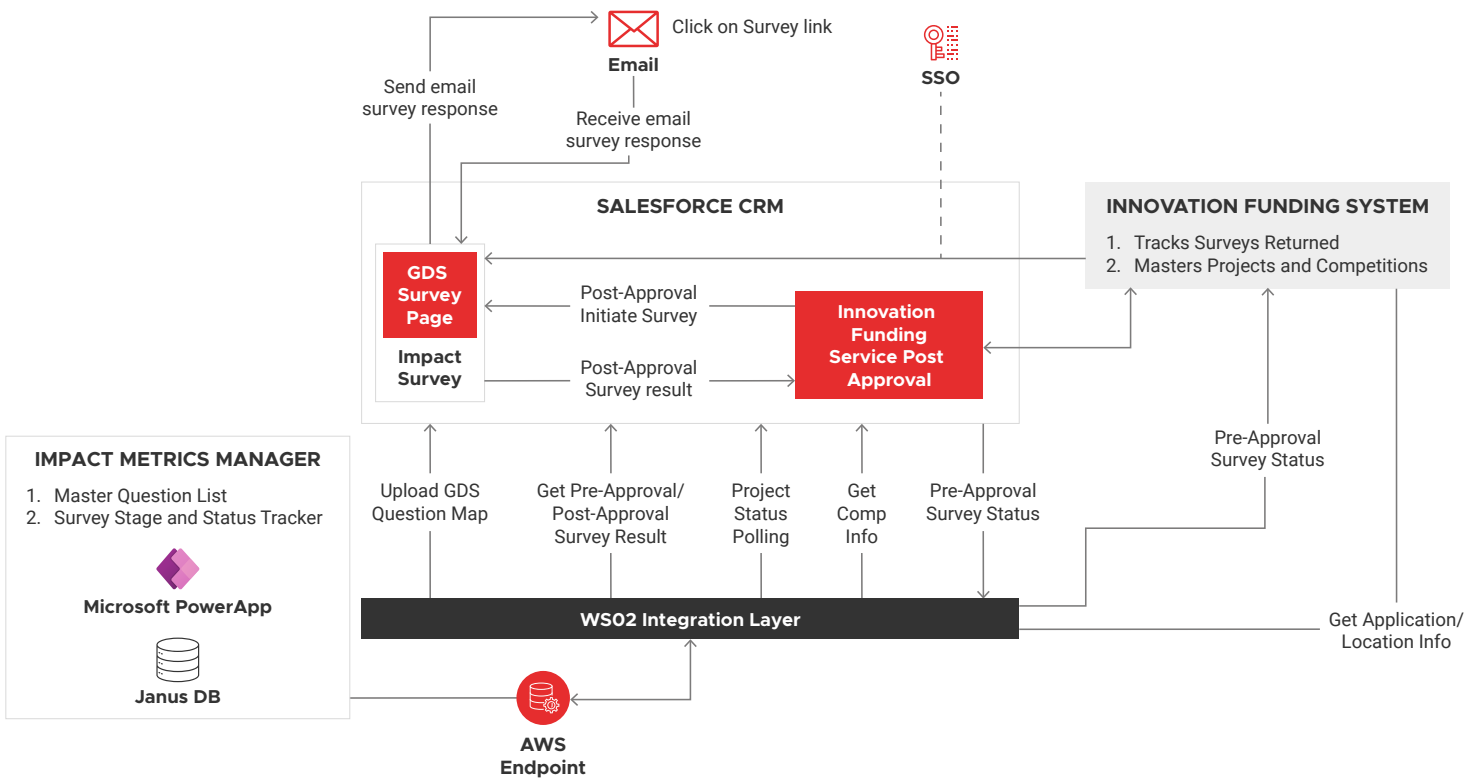 Click on Survey link
Email
SSO
Send email
survey response
Receive email
survey response
SALESFORCE CRM
GDS
Survey
Page
Impact
Survey
Post-Approval
Initiate Survey
Post-Approval
Survey result
Innovation
Funding
Service Post
Approval
INNOVATION FUNDING SYSTEM
1. Tracks Surveys Returned
2. Masters Projects and Competitions
IMPACT METRICS MANAGER
1. Master Question List
2. Survey Stage and Status Tracker
Microsoft PowerApp
Janus DB
Upload GDS
Question Map
Get Pre-Approval/
Post-Approval
Survey Result
Project
Status
Polling
Get
Comp
Info
Pre-Approval
Survey Status
Pre-Approval
Survey Status
WS02 Integration Layer
Get Application/
Location Info
AWS
Endpoint